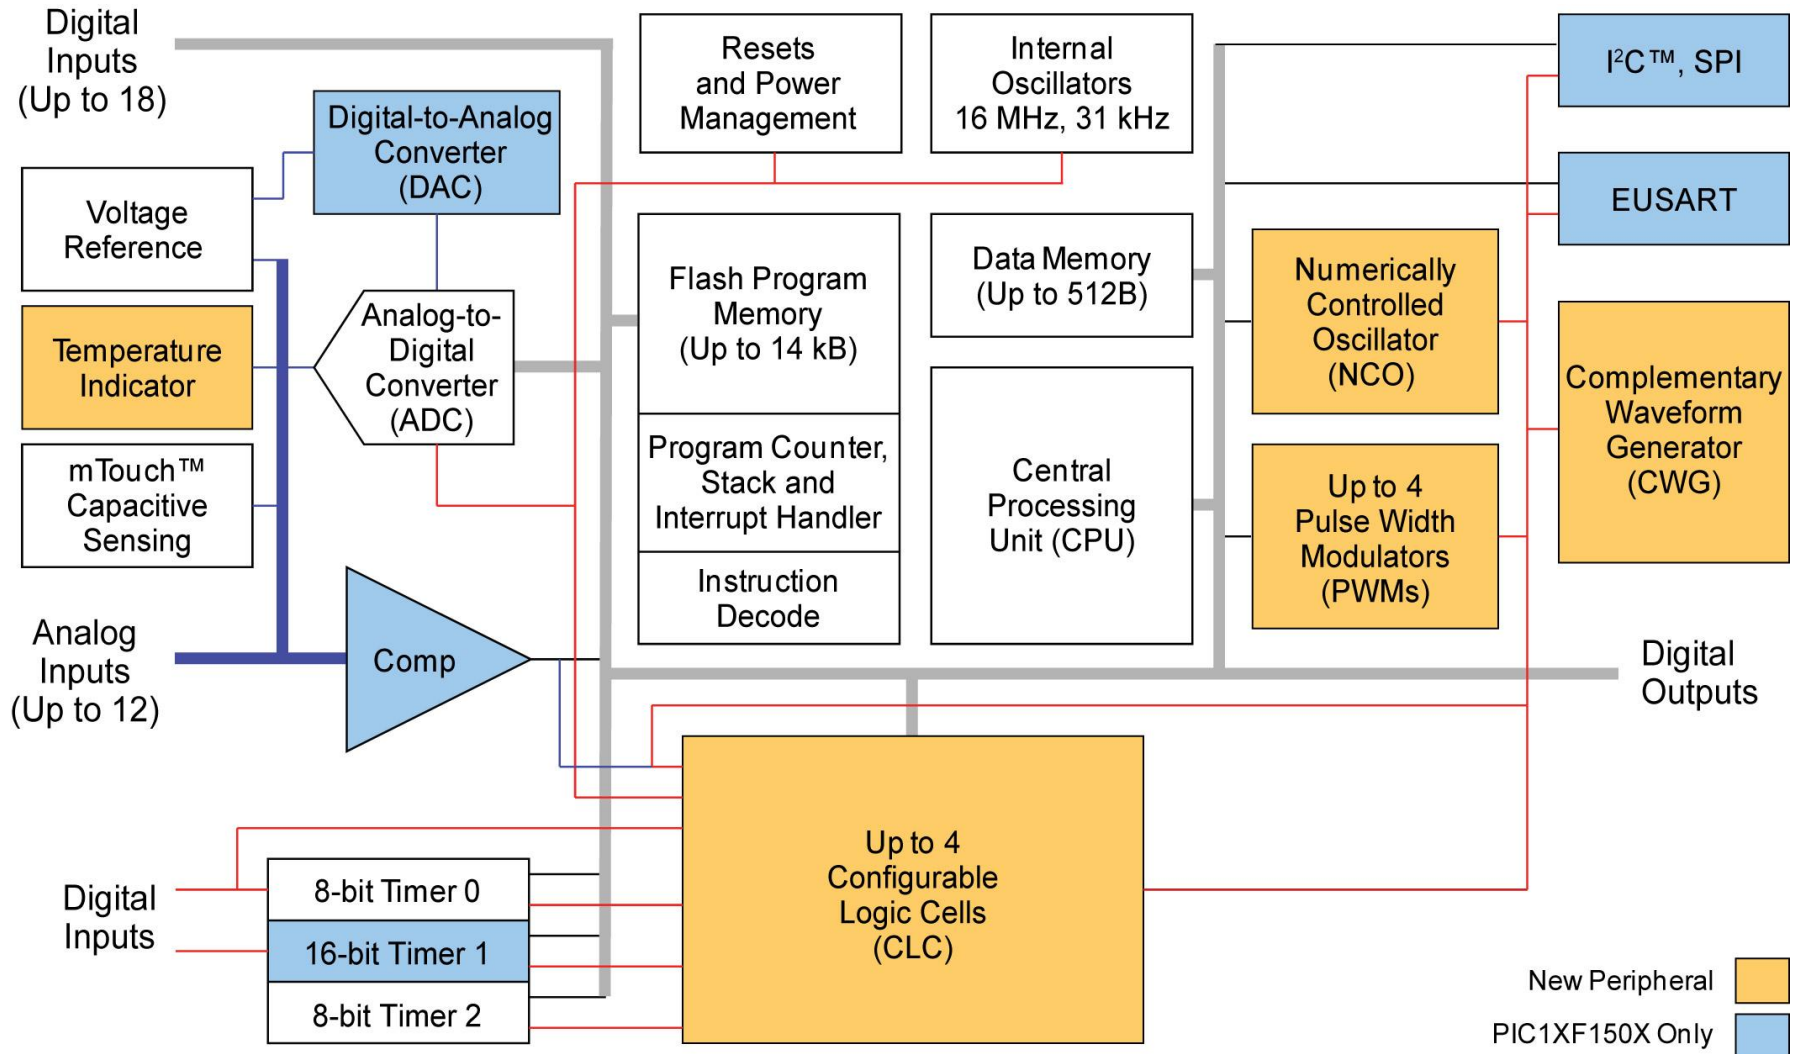 Digital
Inputs
(Up to 18)
Digital-to-Analog
Converter
(DAC)
Voltage
Reference
Temperature
Indicator
Analog-to-
Digital
Converter
(ADC)
mTouch™
Capacitive
Sensing
Analog
Inputs
(Up to 12)
Comp
Resets
and Power
Management
Internal
Oscillators
16 MHz, 31 kHz
Flash Program
Memory
(Up to 14 kB)
Program Counter,
Stack and
Interrupt Handler
Instruction
Decode
Data Memory
(Up to 512B)
Central
Processing
Unit (CPU)
I²C™, SPI
EUSART
Numerically
Controlled
Oscillator
(NCO)
Up to 4
Pulse Width
Modulators
(PWMs)
Complementary
Waveform
Generator
(CWG)
Digital
Outputs
Digital
Inputs
8-bit Timer 0
16-bit Timer 1
8-bit Timer 2
Up to 4
Configurable
Logic Cells
(CLC)
New Peripheral
PIC1XF150X Only